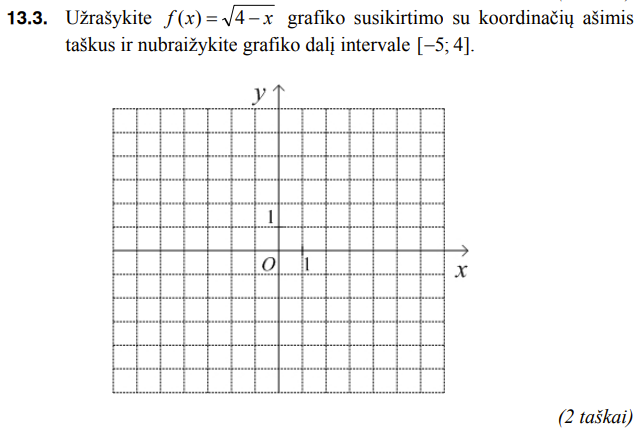 13.3. Užrašykite f(x)=√4−x grafiko susikirtimo su koordinačių ašimis
taškus ir nubraižykite grafiko dalį intervale [−5; 4].
y
1
O 1
x
(2 taškai)